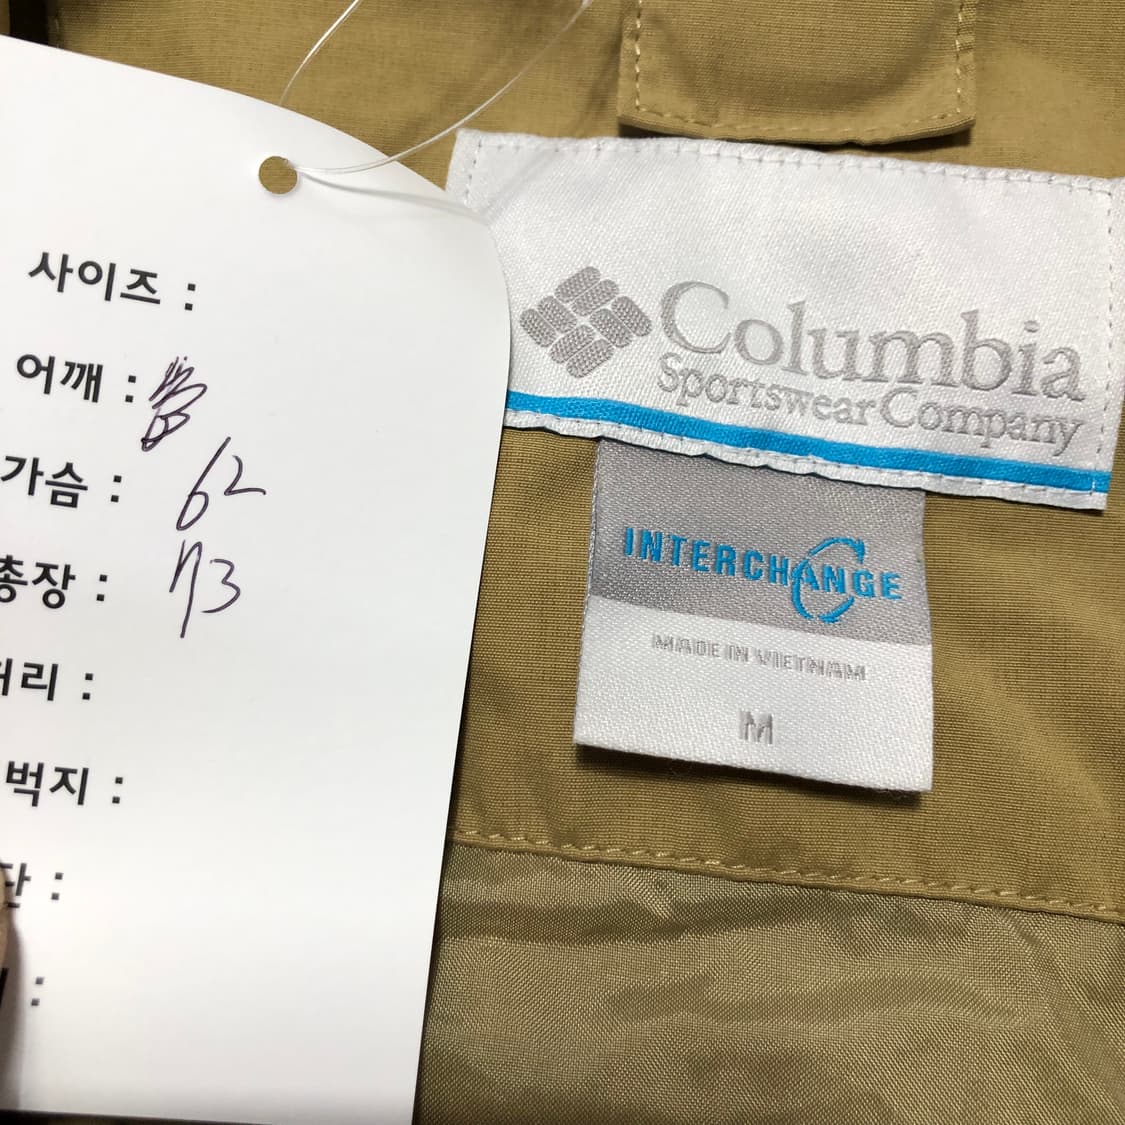 사이즈 :
어깨 :
가슴 : 62
총장 : 73
허리 :
벅지 :
단 :
:
Columbia
Sportswear Company
INTERCHANGE
MADE IN VIETNAM
M